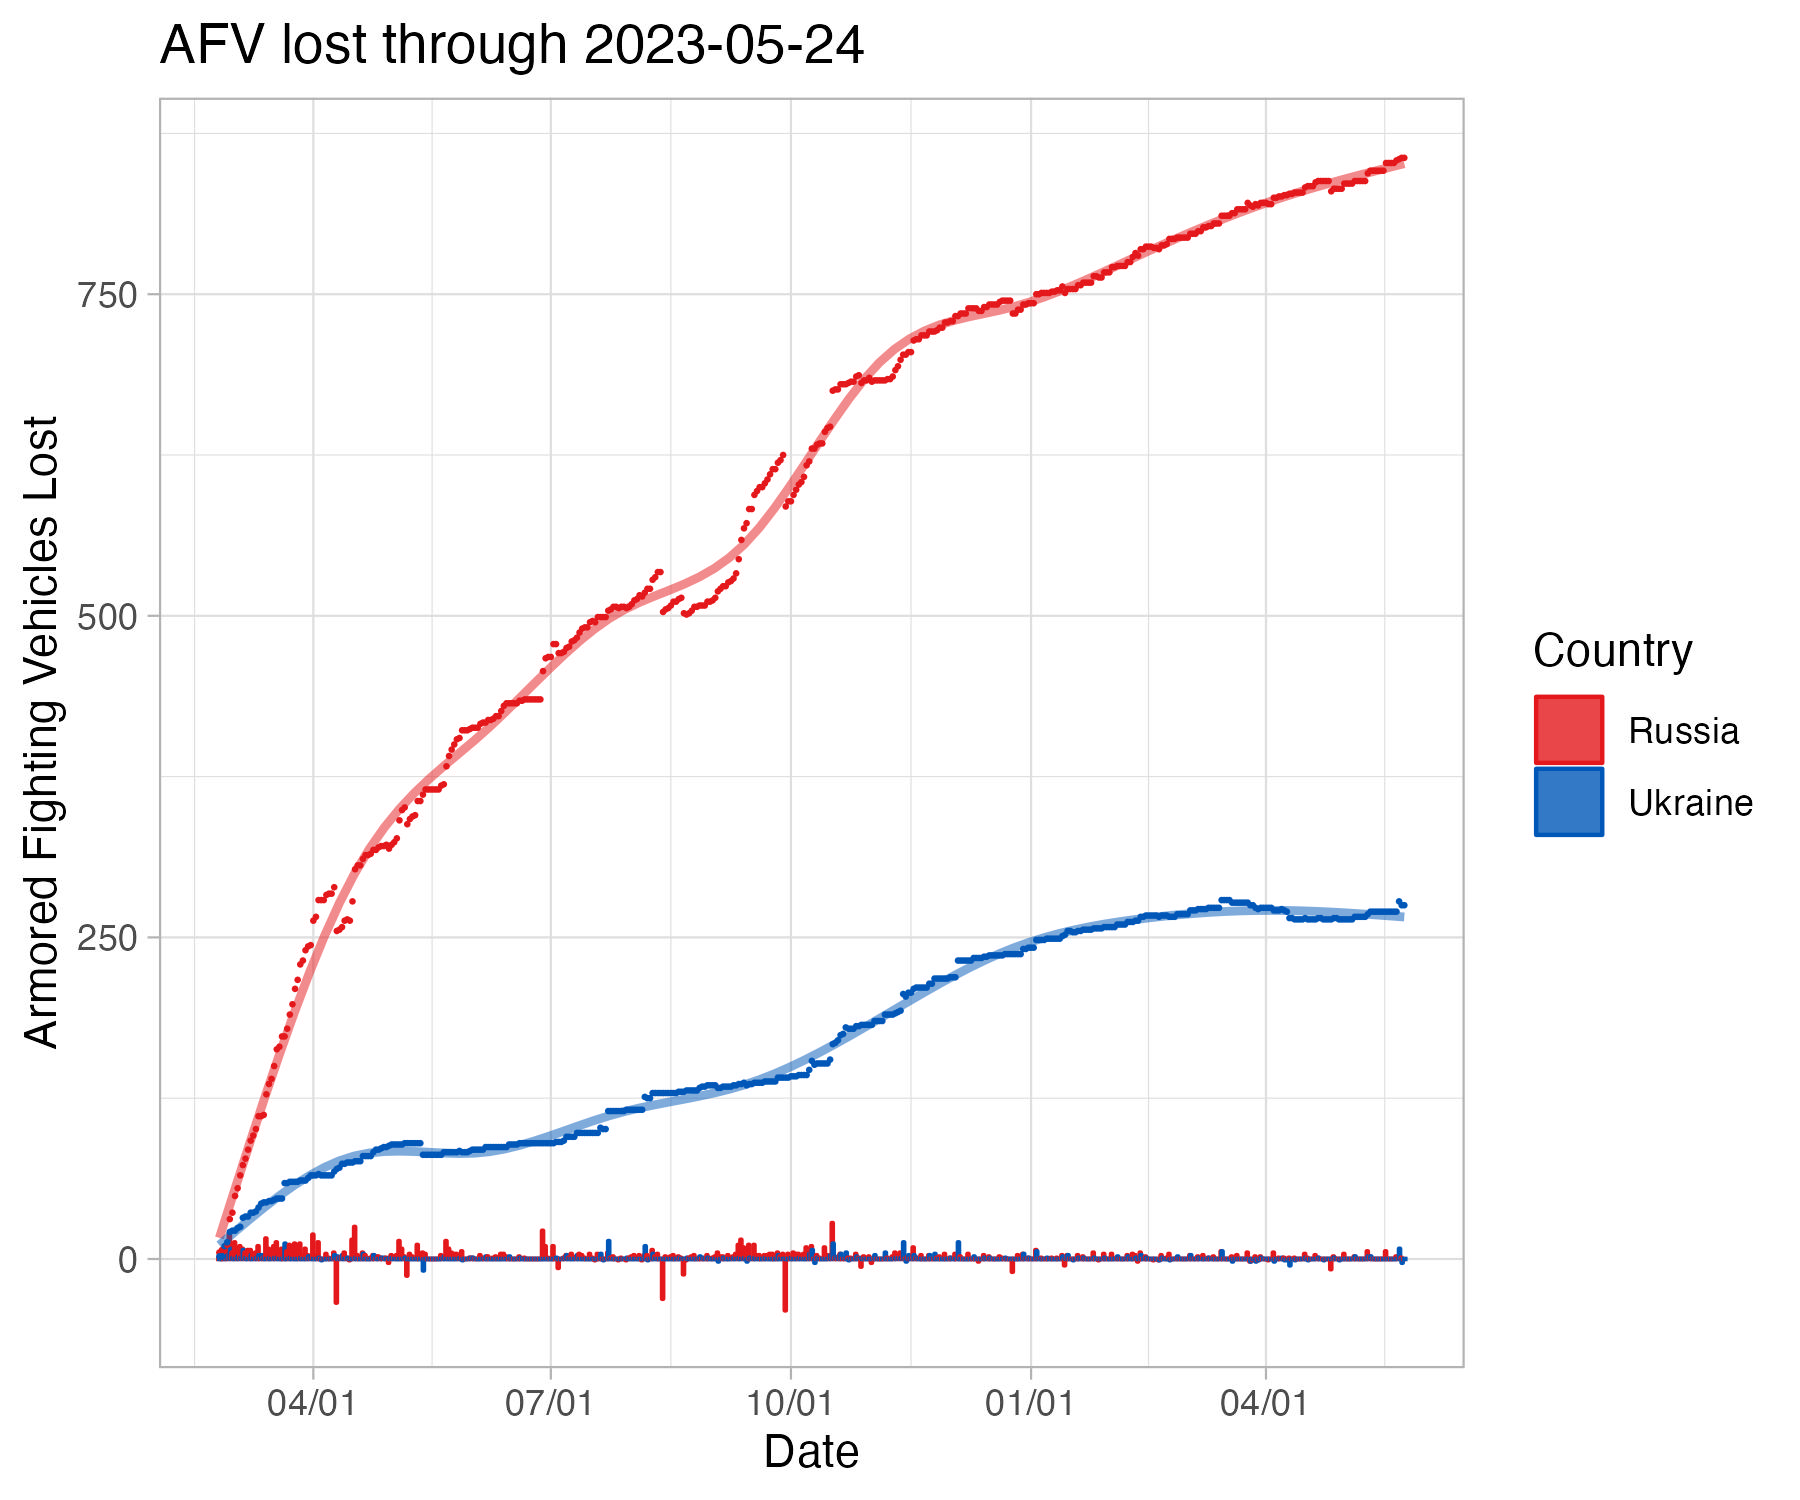 AFV lost through 2023-05-24
Armored Fighting Vehicles Lost
750
500
250
0
04/01
07/01
10/01
01/01
04/01
Date
Country
Russia
Ukraine